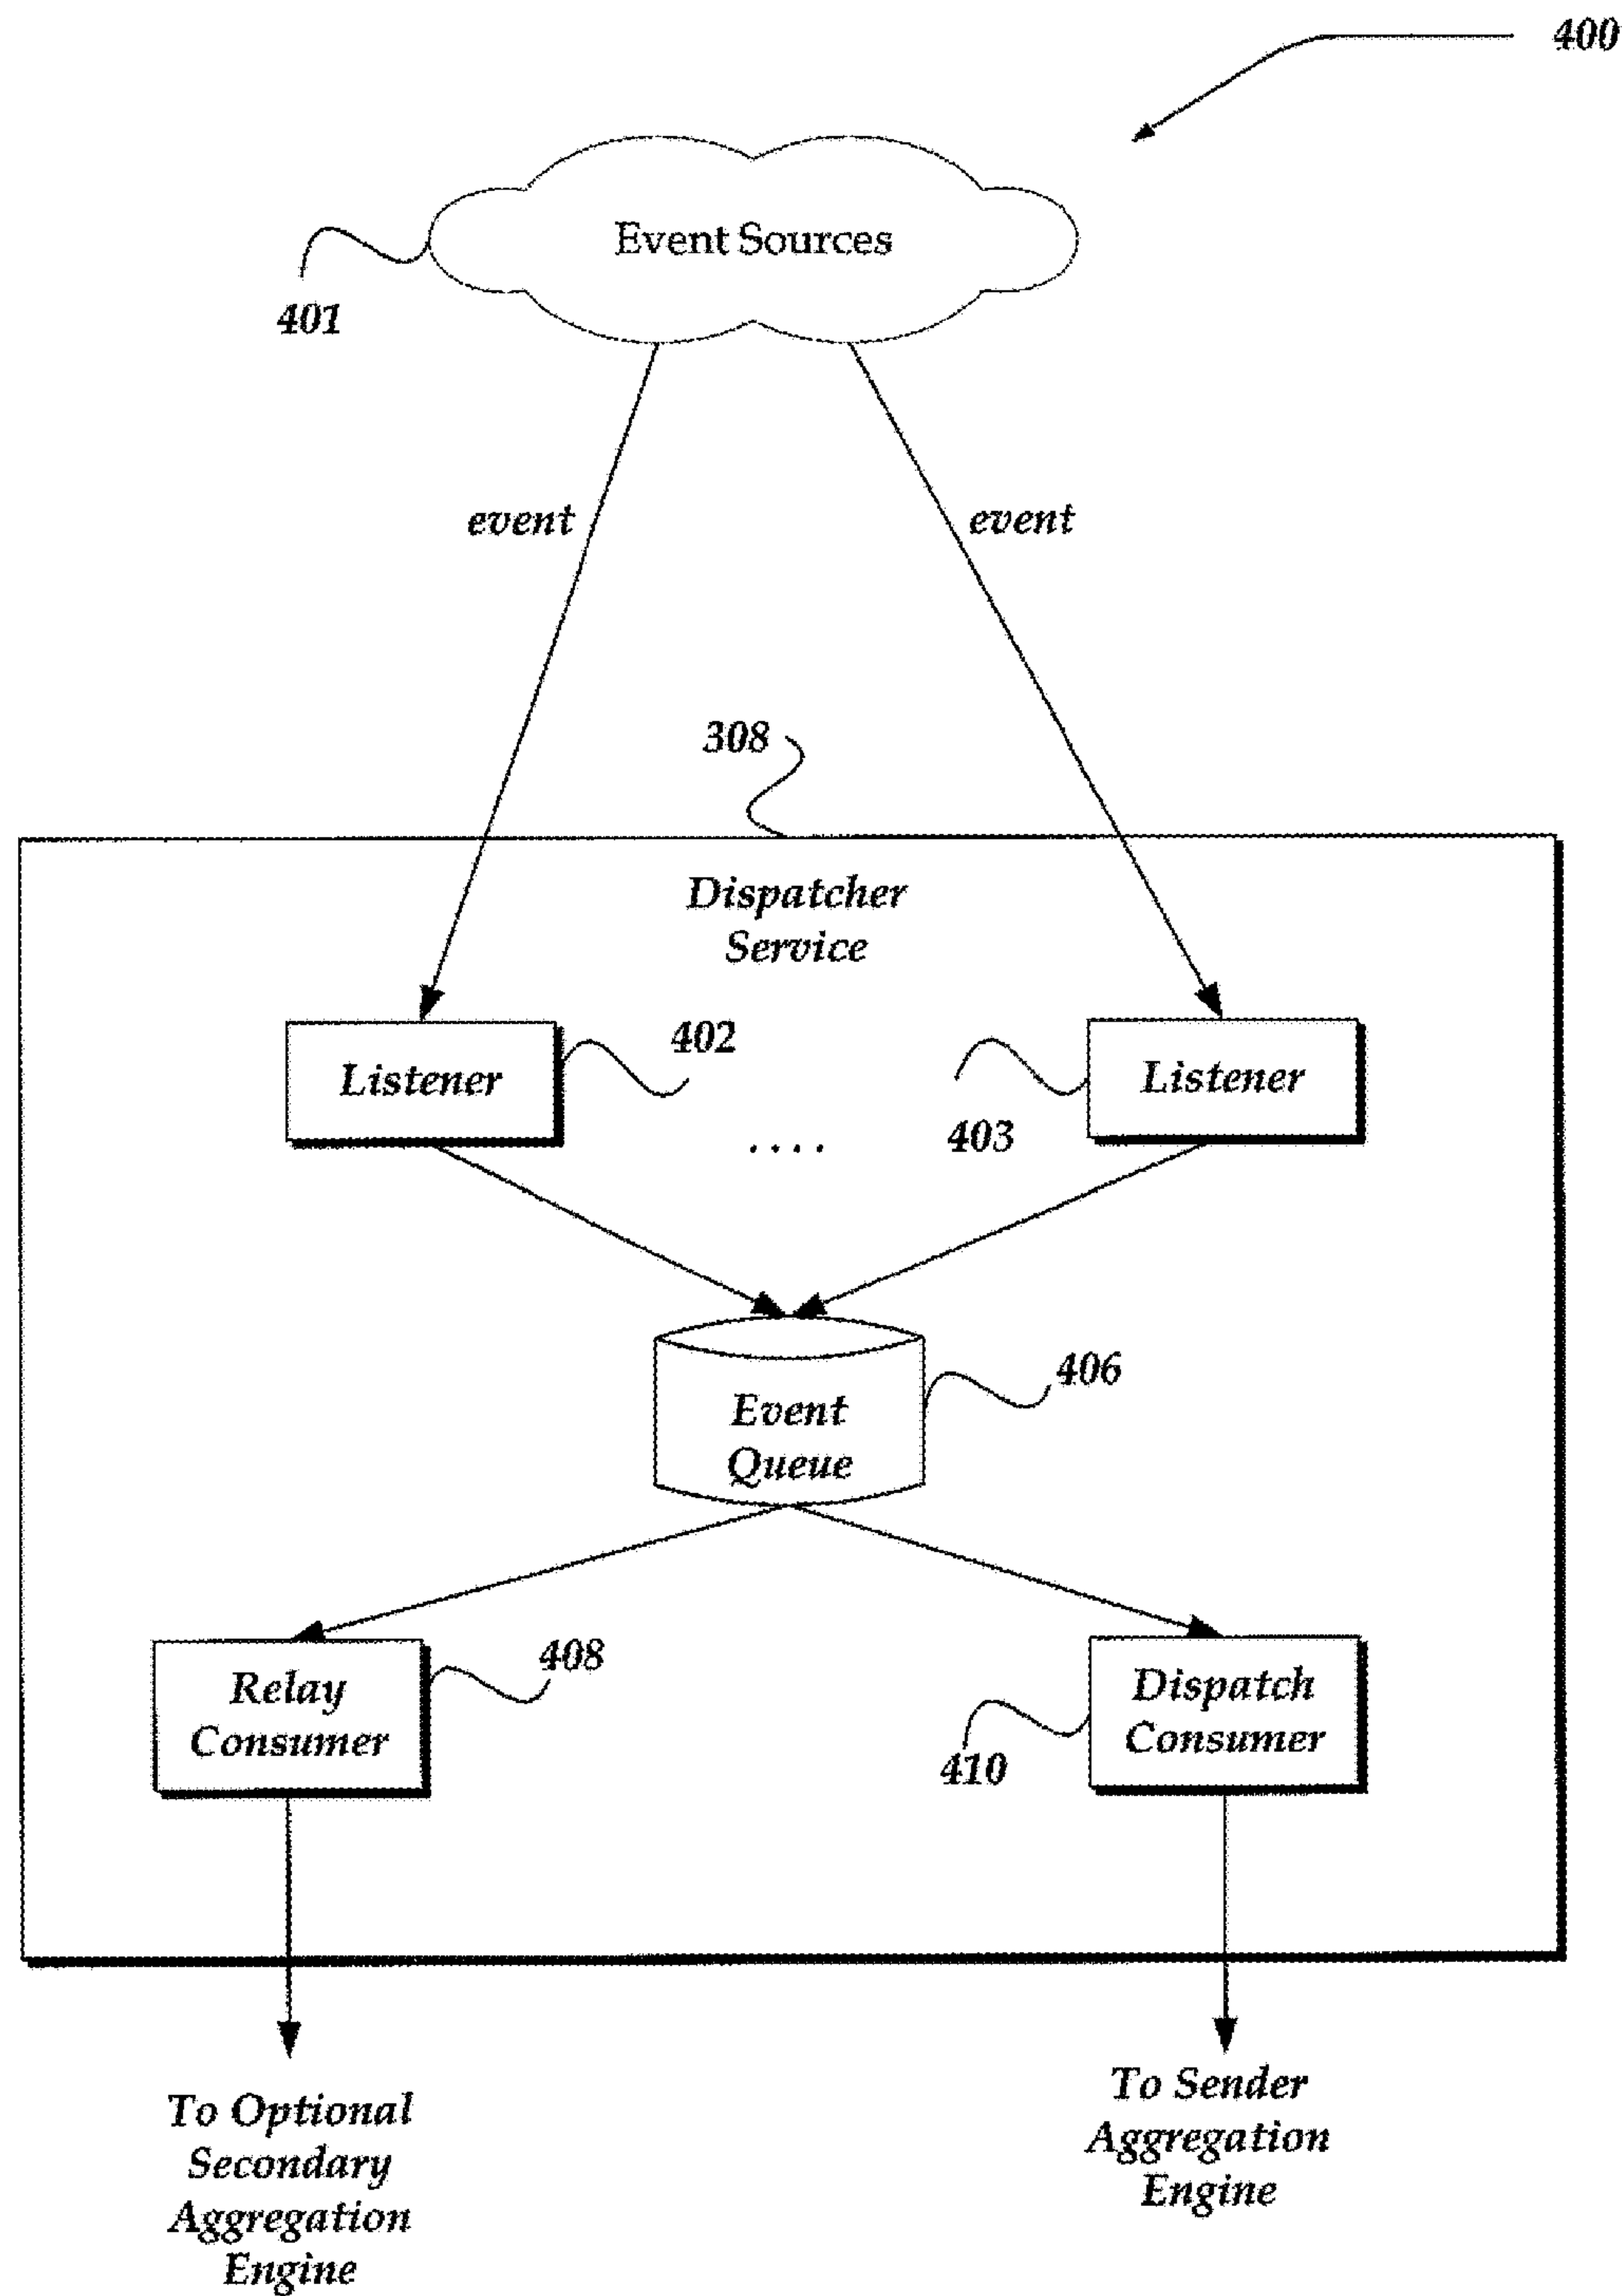 400
Event Sources
401
event
event
308
Dispatcher
Service
402
Listener
Listener
403
....
406
Event
Queue
408
Relay
Consumer
Dispatch
Consumer
410
To Optional
Secondary
Aggregation
Engine
To Sender
Aggregation
Engine